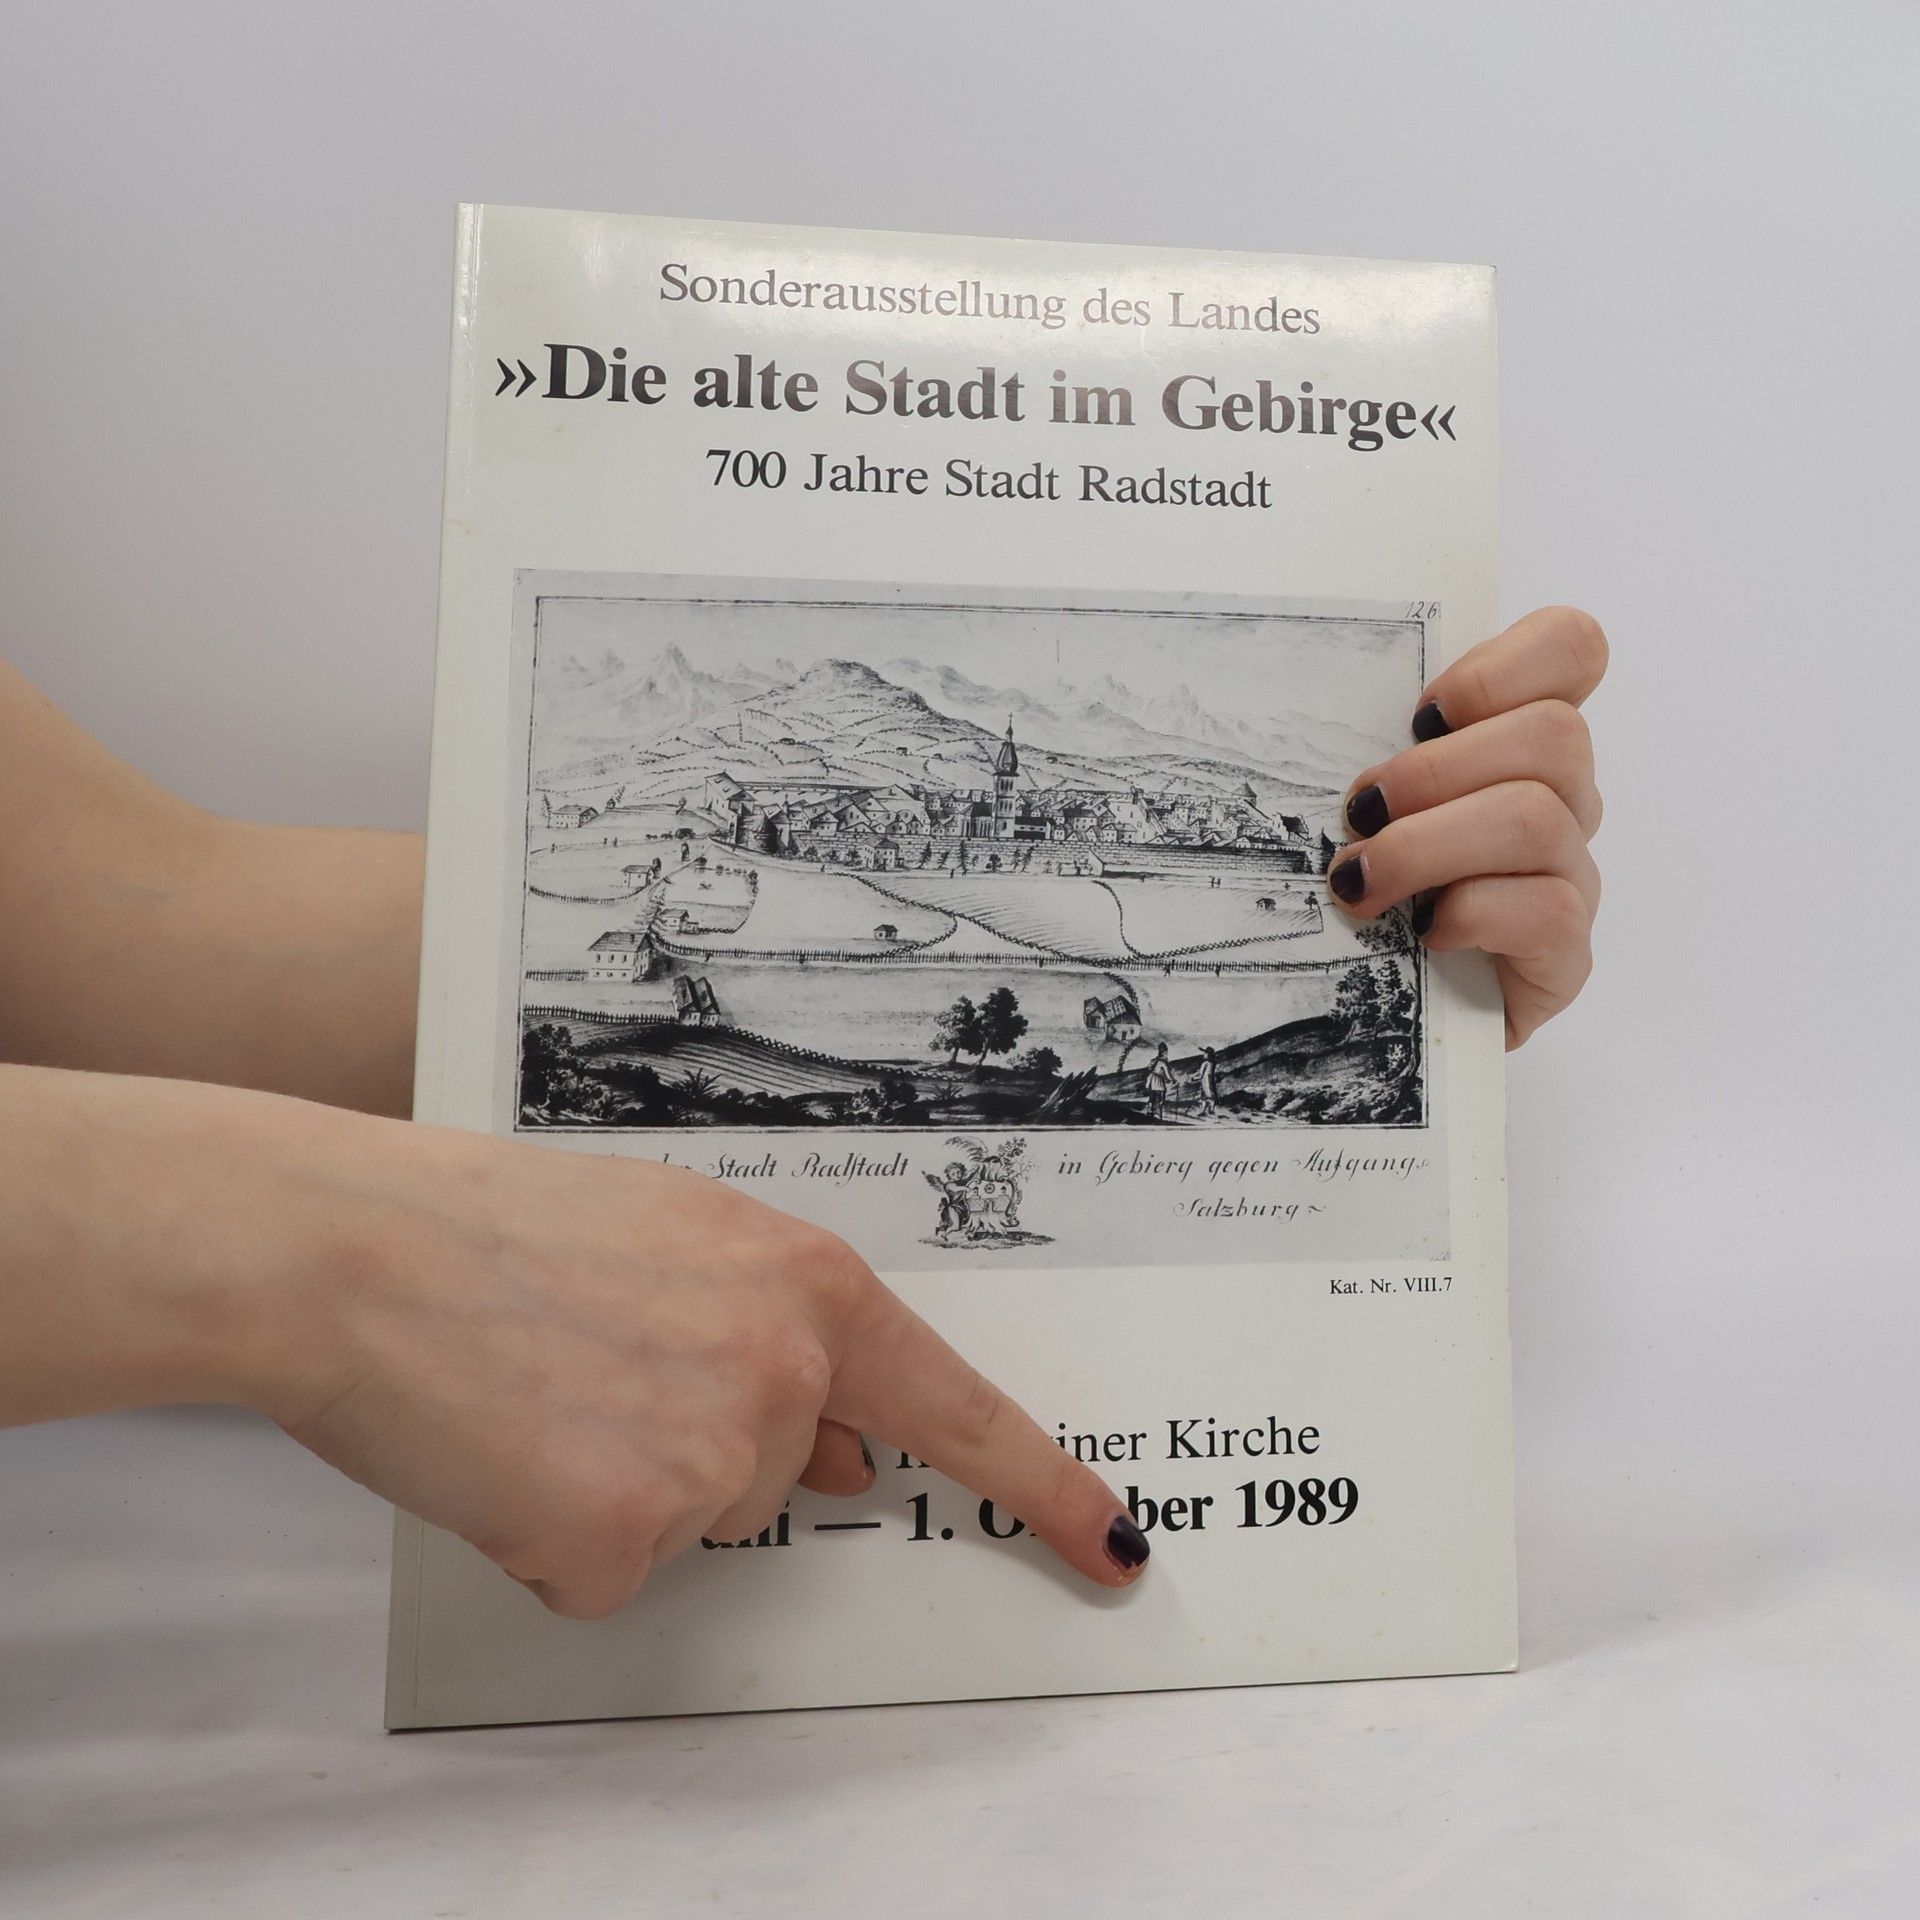 Sonderausstellung des Landes
»Die alte Stadt im Gebirge«
700 Jahre Stadt Radstadt
126
Stadt Radstadt in Gebierg gegen Aufgang
Salzburg ~
Kat. Nr. VIII.7
Kirche
— 1. 1989